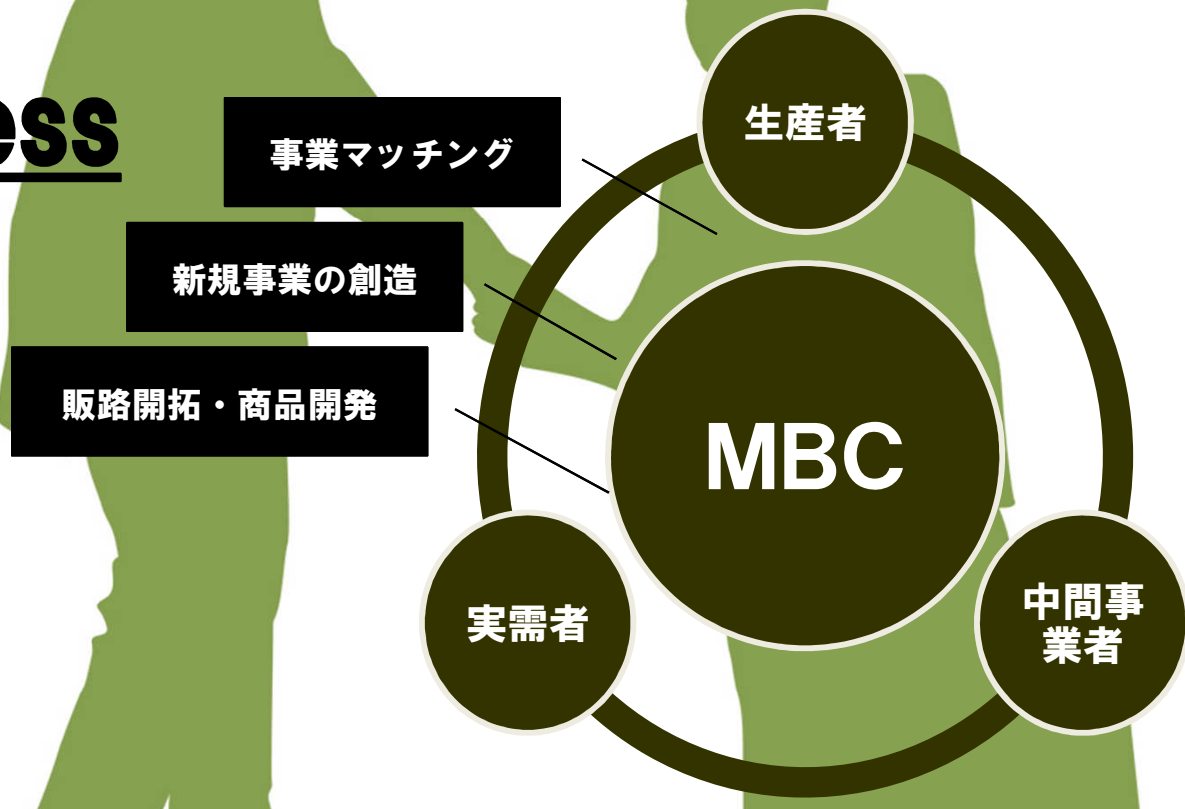 ess
事業マッチング
新規事業の創造
販路開拓・商品開発
生産者
MBC
実需者
中間事
業者